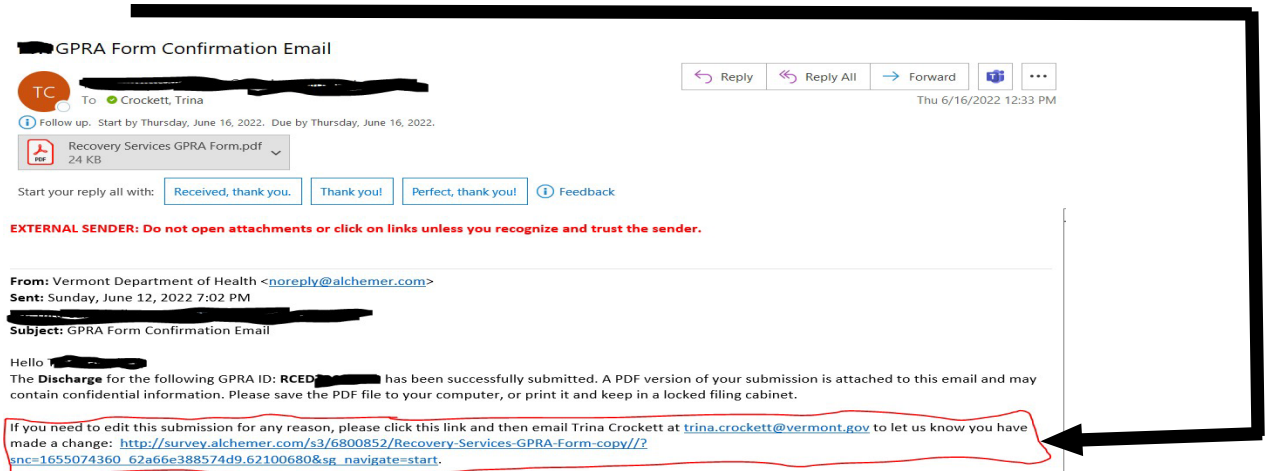 GPRA Form Confirmation Email
TC
To Crockett, Trina
Reply Reply All Forward
Thu 6/16/2022 12:33 PM
Follow up. Start by Thursday, June 16, 2022. Due by Thursday, June 16, 2022.
PDF
Recovery Services GPRA Form.pdf
24 KB
Start your reply all with: Received, thank you. Thank you! Perfect, thank you! Feedback
EXTERNAL SENDER: Do not open attachments or click on links unless you recognize and trust the sender.
From: Vermont Department of Health <noreply@alchemer.com>
Sent: Sunday, June 12, 2022 7:02 PM
Subject: GPRA Form Confirmation Email
Hello
The Discharge for the following GPRA ID: RCED has been successfully submitted. A PDF version of your submission is attached to this email and may
contain confidential information. Please save the PDF file to your computer, or print it and keep in a locked filing cabinet.
If you need to edit this submission for any reason, please click this link and then email Trina Crockett at trina.crockett@vermont.gov to let us know you have
made a change: http://survey.alchemer.com/s3/6800852/Recovery-Services-GPRA-Form-copy//?
snc=1655074360_62a66e388574d9.62100680&sg_navigate=start.